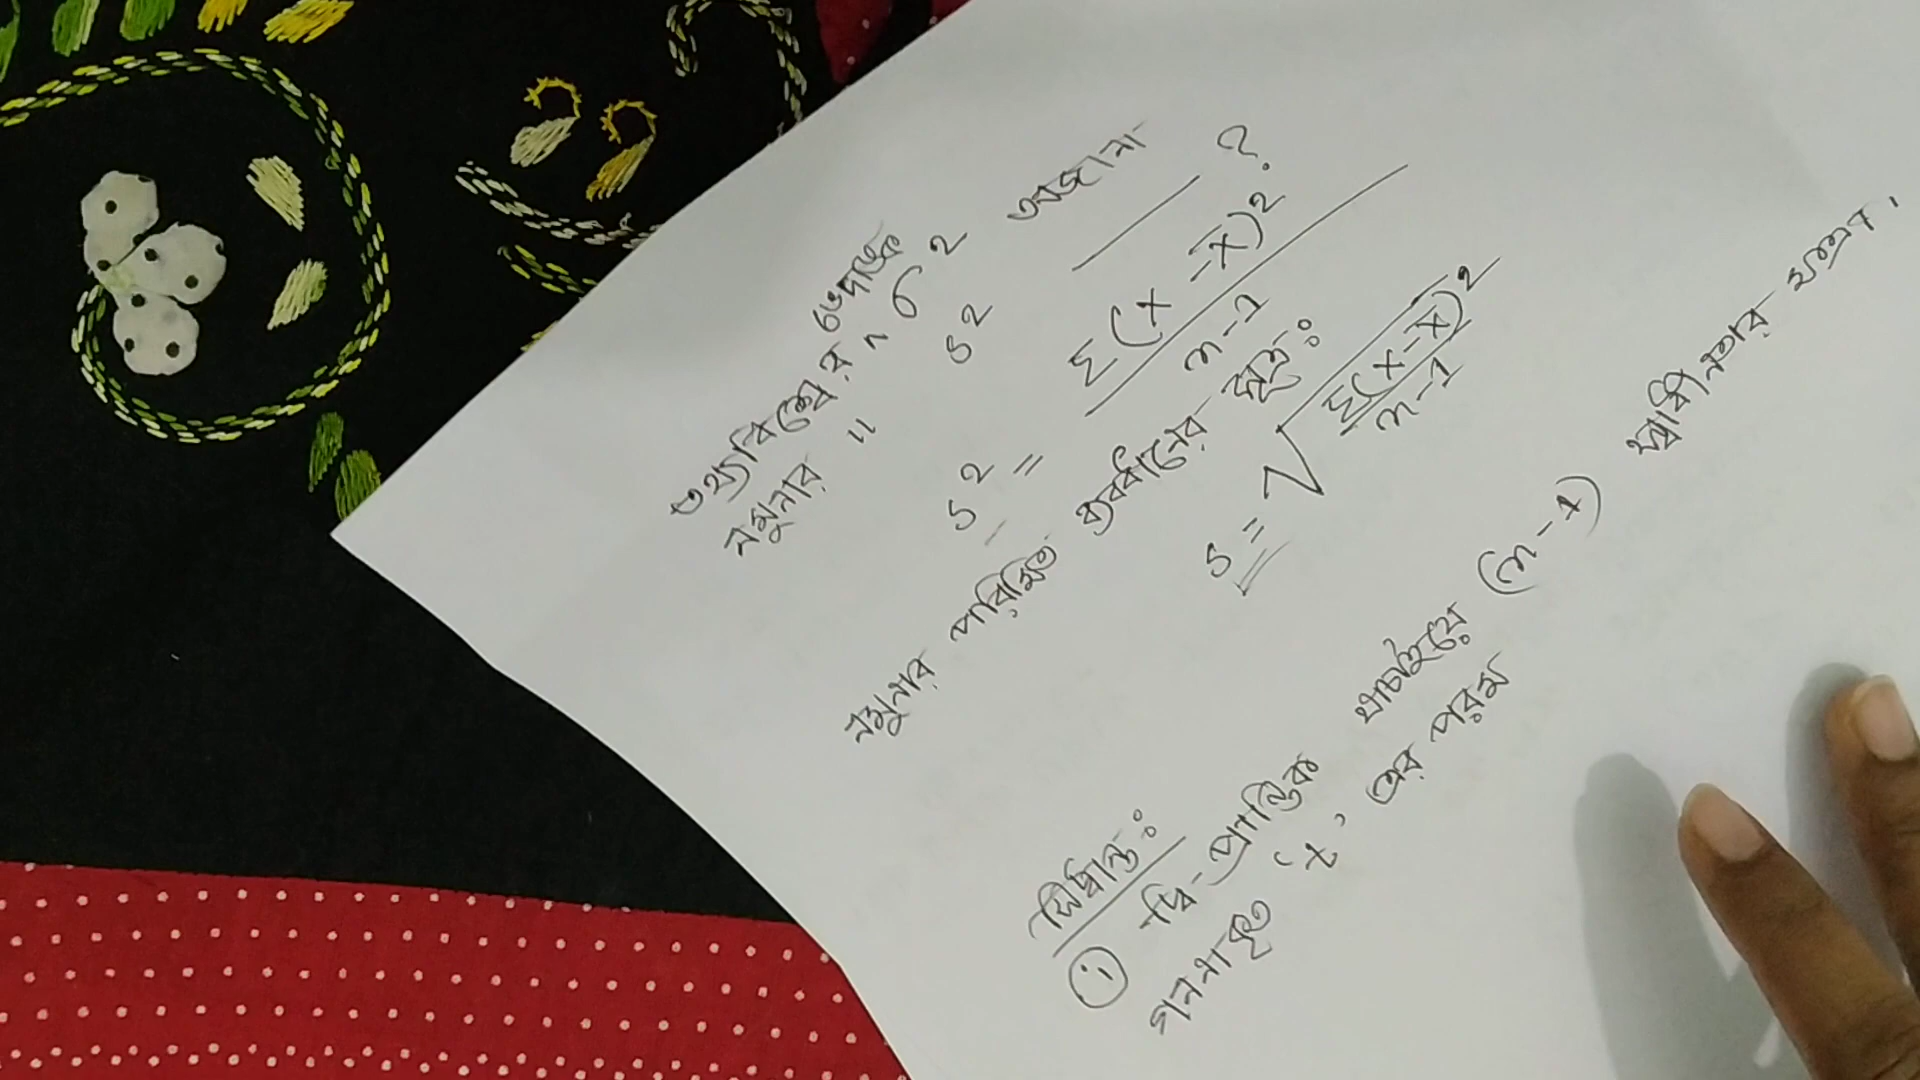 তথ্যবিশ্বের ভেদাঙ্ক σ² অজানা
নমুনার " s² ?
s² = Σ(x - x̄)² / n-1
নমুনার পরিমিত ব্যবধানের সূত্রঃ
s = √Σ(x-x̄)² / n-1
সিদ্ধান্তঃ
(i) দ্বি-প্রান্তিক যাচাইয়ে (n-1) স্বাধীনতার
গননাকৃত 't' এর পরম